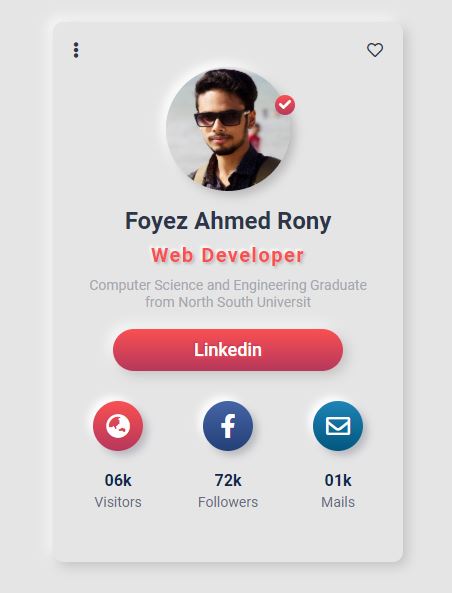 Foyez Ahmed Rony
Web Developer
Computer Science and Engineering Graduate
from North South Universit
Linkedin
06k 72k 01k
Visitors Followers Mails